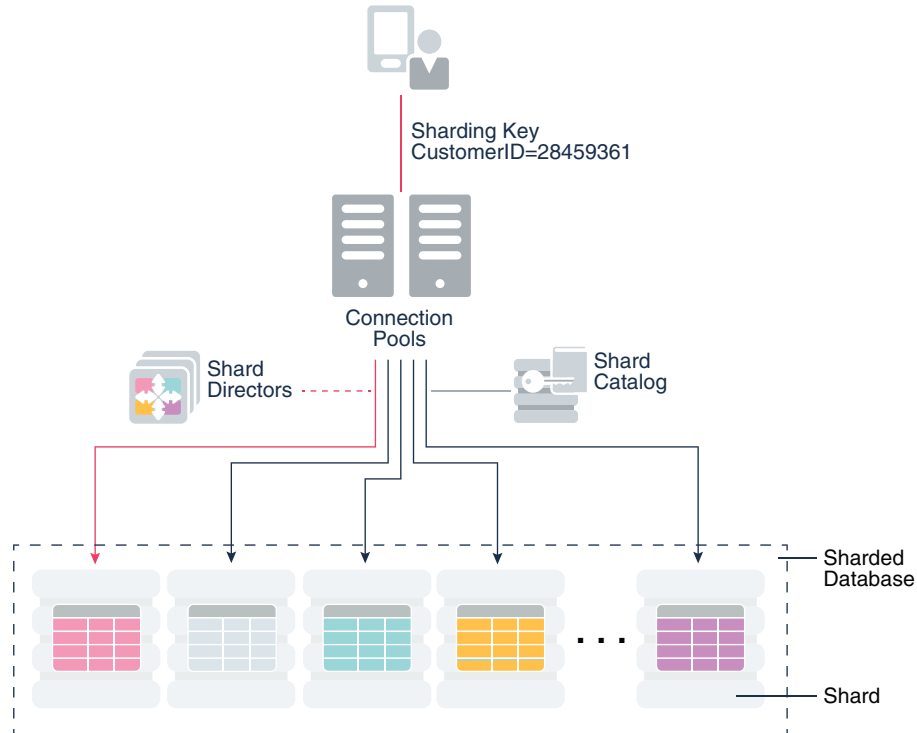 Sharding Key
CustomerID=28459361
Connection
Pools
Shard
Directors
Shard
Catalog
Sharded
Database
. . .
Shard